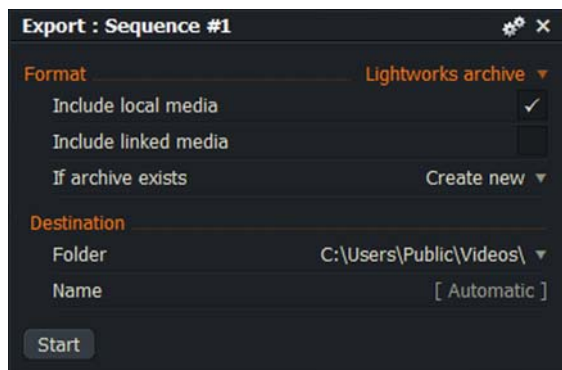 Export : Sequence #1
Format Lightworks archive
Include local media
Include linked media
If archive exists Create new
Destination
Folder C:\Users\Public\Videos\
Name [ Automatic ]
Start